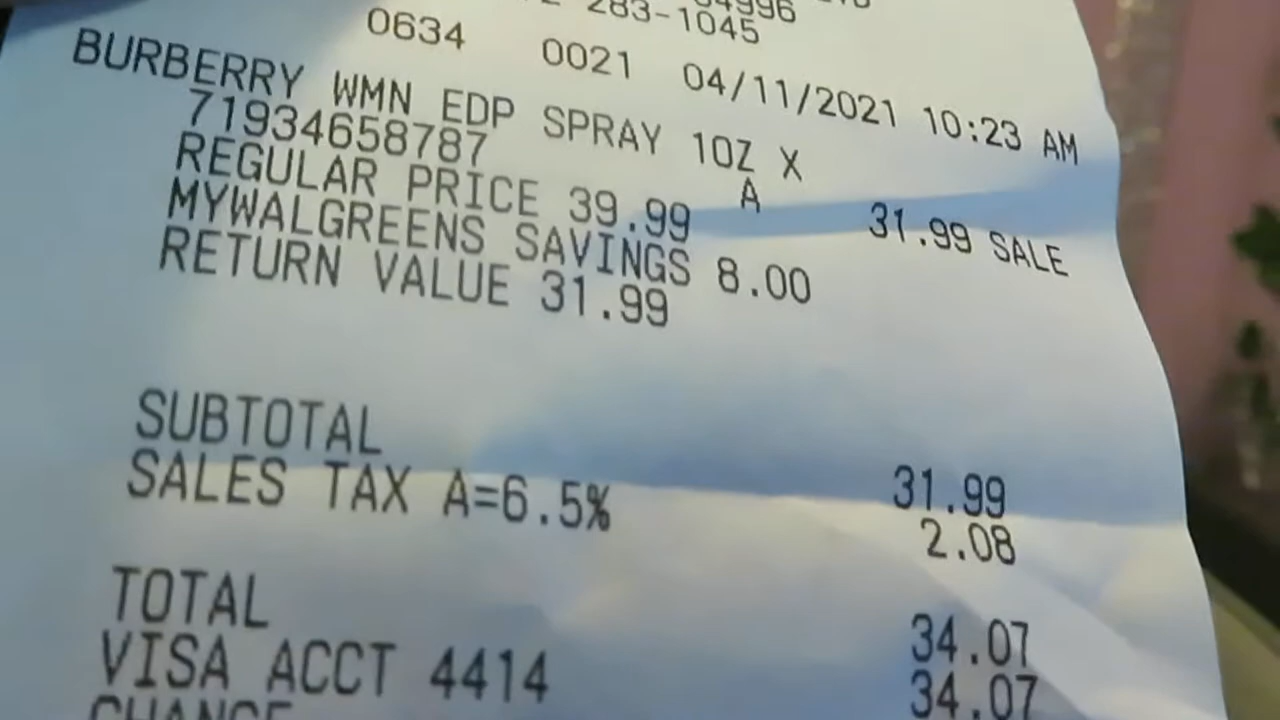 283-1045
0634 0021 04/11/2021 10:23 AM
BURBERRY WMN EDP SPRAY 1OZ X
71934658787 A 31.99 SALE
REGULAR PRICE 39.99
MYWALGREENS SAVINGS 8.00
RETURN VALUE 31.99
SUBTOTAL 31.99
SALES TAX A=6.5% 2.08
TOTAL 34.07
VISA ACCT 4414 34.07
CHANGE